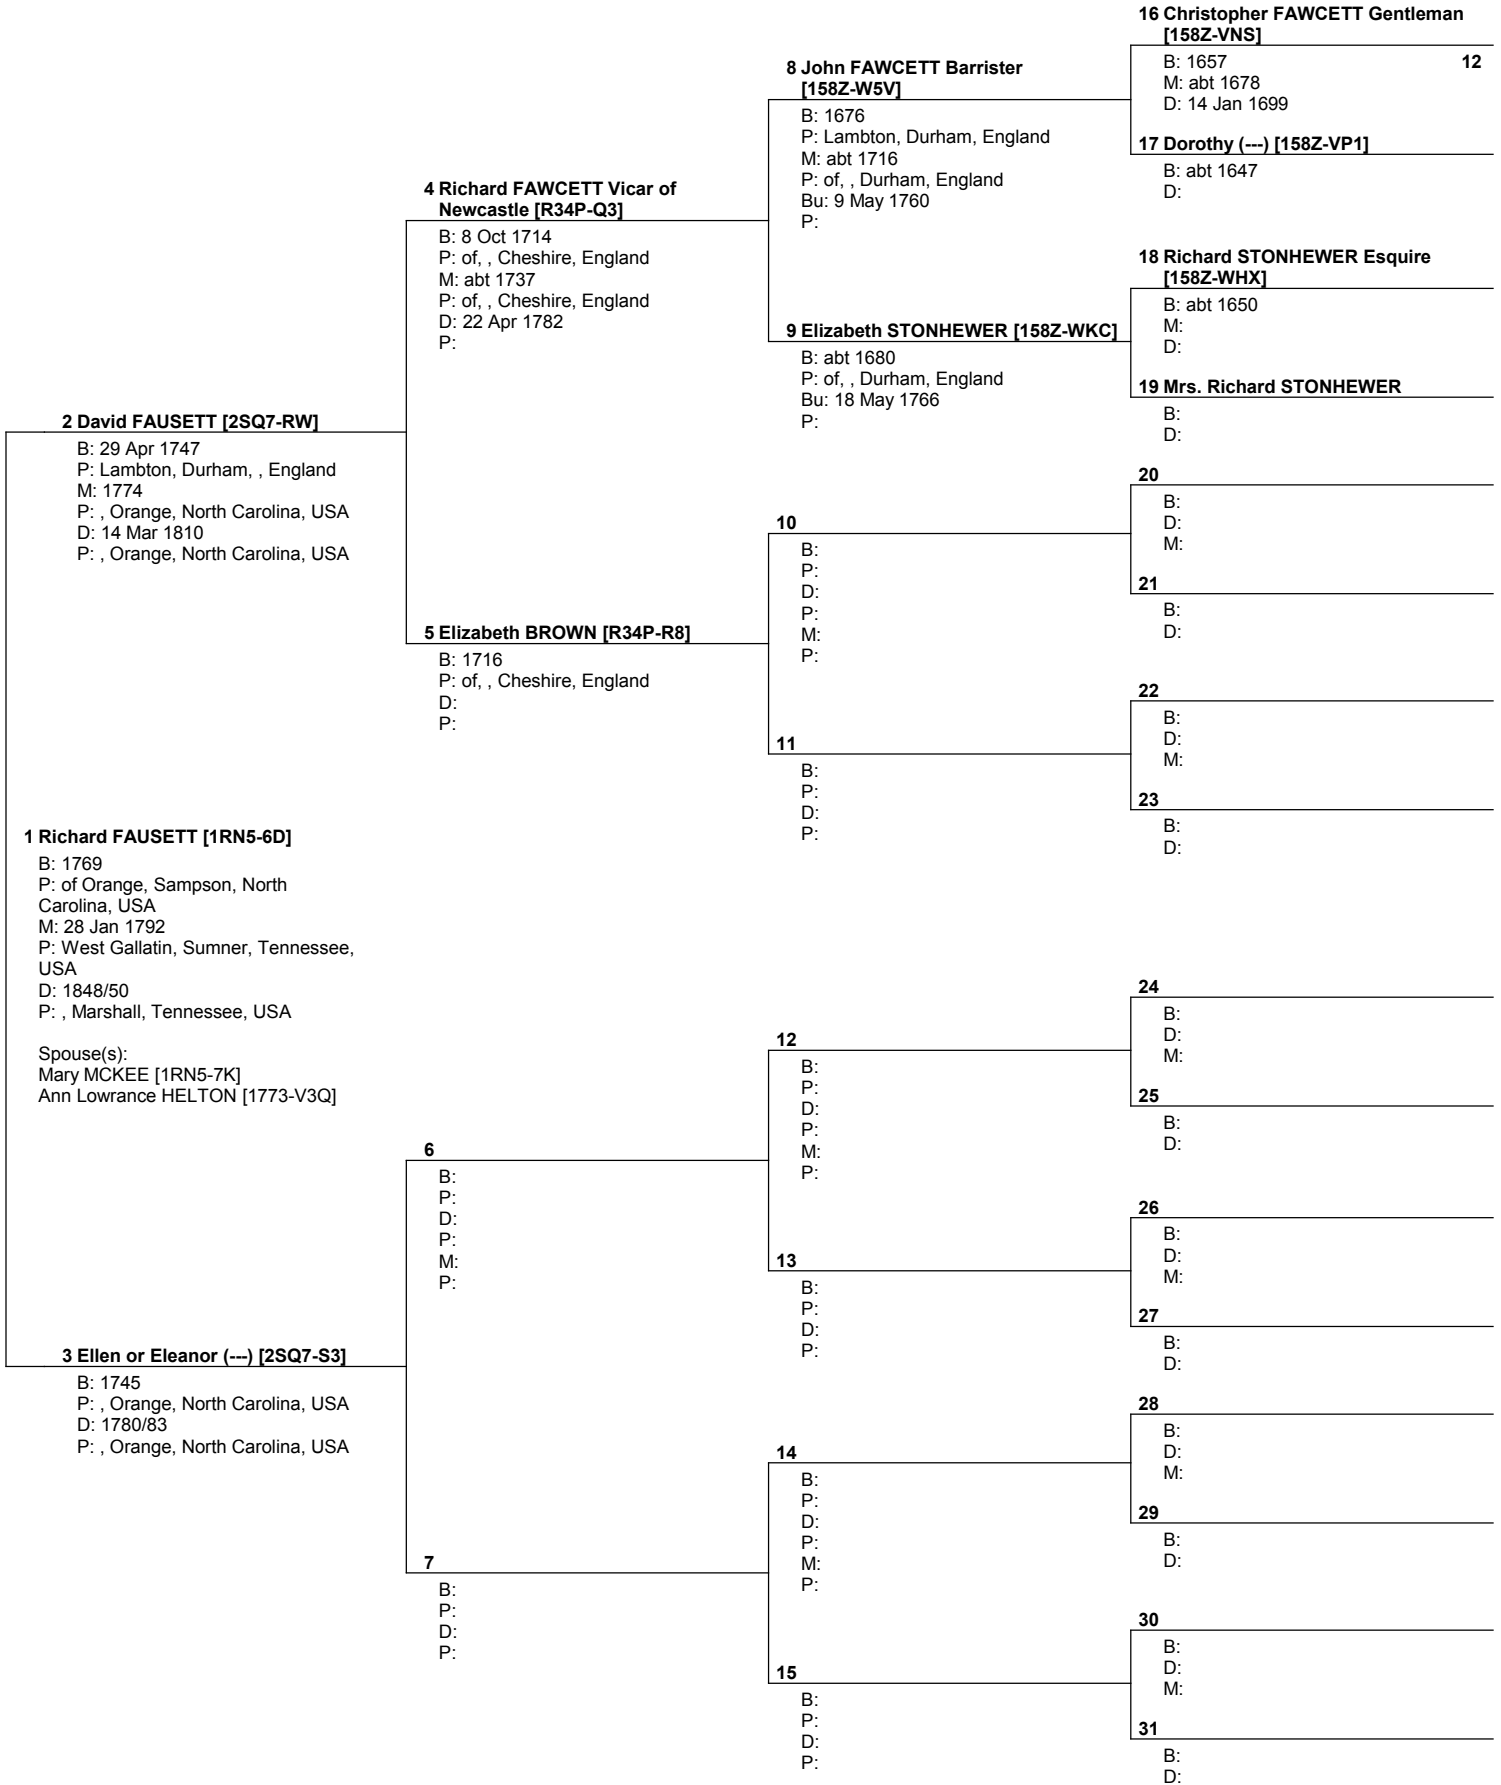 16 Christopher FAWCETT Gentleman
[158Z-VNS]
B: 1657 12
M: abt 1678
D: 14 Jan 1699
8 John FAWCETT Barrister
[158Z-W5V]
B: 1676
P: Lambton, Durham, England
M: abt 1716
P: of, , Durham, England
Bu: 9 May 1760
P:
17 Dorothy (---) [158Z-VP1]
B: abt 1647
D:
4 Richard FAWCETT Vicar of
Newcastle [R34P-Q3]
B: 8 Oct 1714
P: of, , Cheshire, England
M: abt 1737
P: of, , Cheshire, England
D: 22 Apr 1782
P:
18 Richard STONHEWER Esquire
[158Z-WHX]
B: abt 1650
M:
D:
9 Elizabeth STONHEWER [158Z-WKC]
B: abt 1680
P: of, , Durham, England
Bu: 18 May 1766
P:
19 Mrs. Richard STONHEWER
B:
D:
2 David FAUSETT [2SQ7-RW]
B: 29 Apr 1747
P: Lambton, Durham, , England
M: 1774
P: , Orange, North Carolina, USA
D: 14 Mar 1810
P: , Orange, North Carolina, USA
20
B:
D:
M:
10
B:
P:
D:
P:
M:
P:
21
B:
D:
5 Elizabeth BROWN [R34P-R8]
B: 1716
P: of, , Cheshire, England
D:
P:
22
B:
D:
M:
11
B:
P:
D:
P:
23
B:
D:
1 Richard FAUSETT [1RN5-6D]
B: 1769
P: of Orange, Sampson, North
Carolina, USA
M: 28 Jan 1792
P: West Gallatin, Sumner, Tennessee,
USA
D: 1848/50
P: , Marshall, Tennessee, USA
Spouse(s):
Mary MCKEE [1RN5-7K]
Ann Lowrance HELTON [1773-V3Q]
24
B:
D:
M:
12
B:
P:
D:
P:
M:
P:
25
B:
D:
6
B:
P:
D:
P:
M:
P:
26
B:
D:
M:
13
B:
P:
D:
P:
27
B:
D:
3 Ellen or Eleanor (---) [2SQ7-S3]
B: 1745
P: , Orange, North Carolina, USA
D: 1780/83
P: , Orange, North Carolina, USA
28
B:
D:
M:
14
B:
P:
D:
P:
M:
P:
29
B:
D:
7
B:
P:
D:
P:
30
B:
D:
M:
15
B:
P:
D:
P:
31
B:
D: